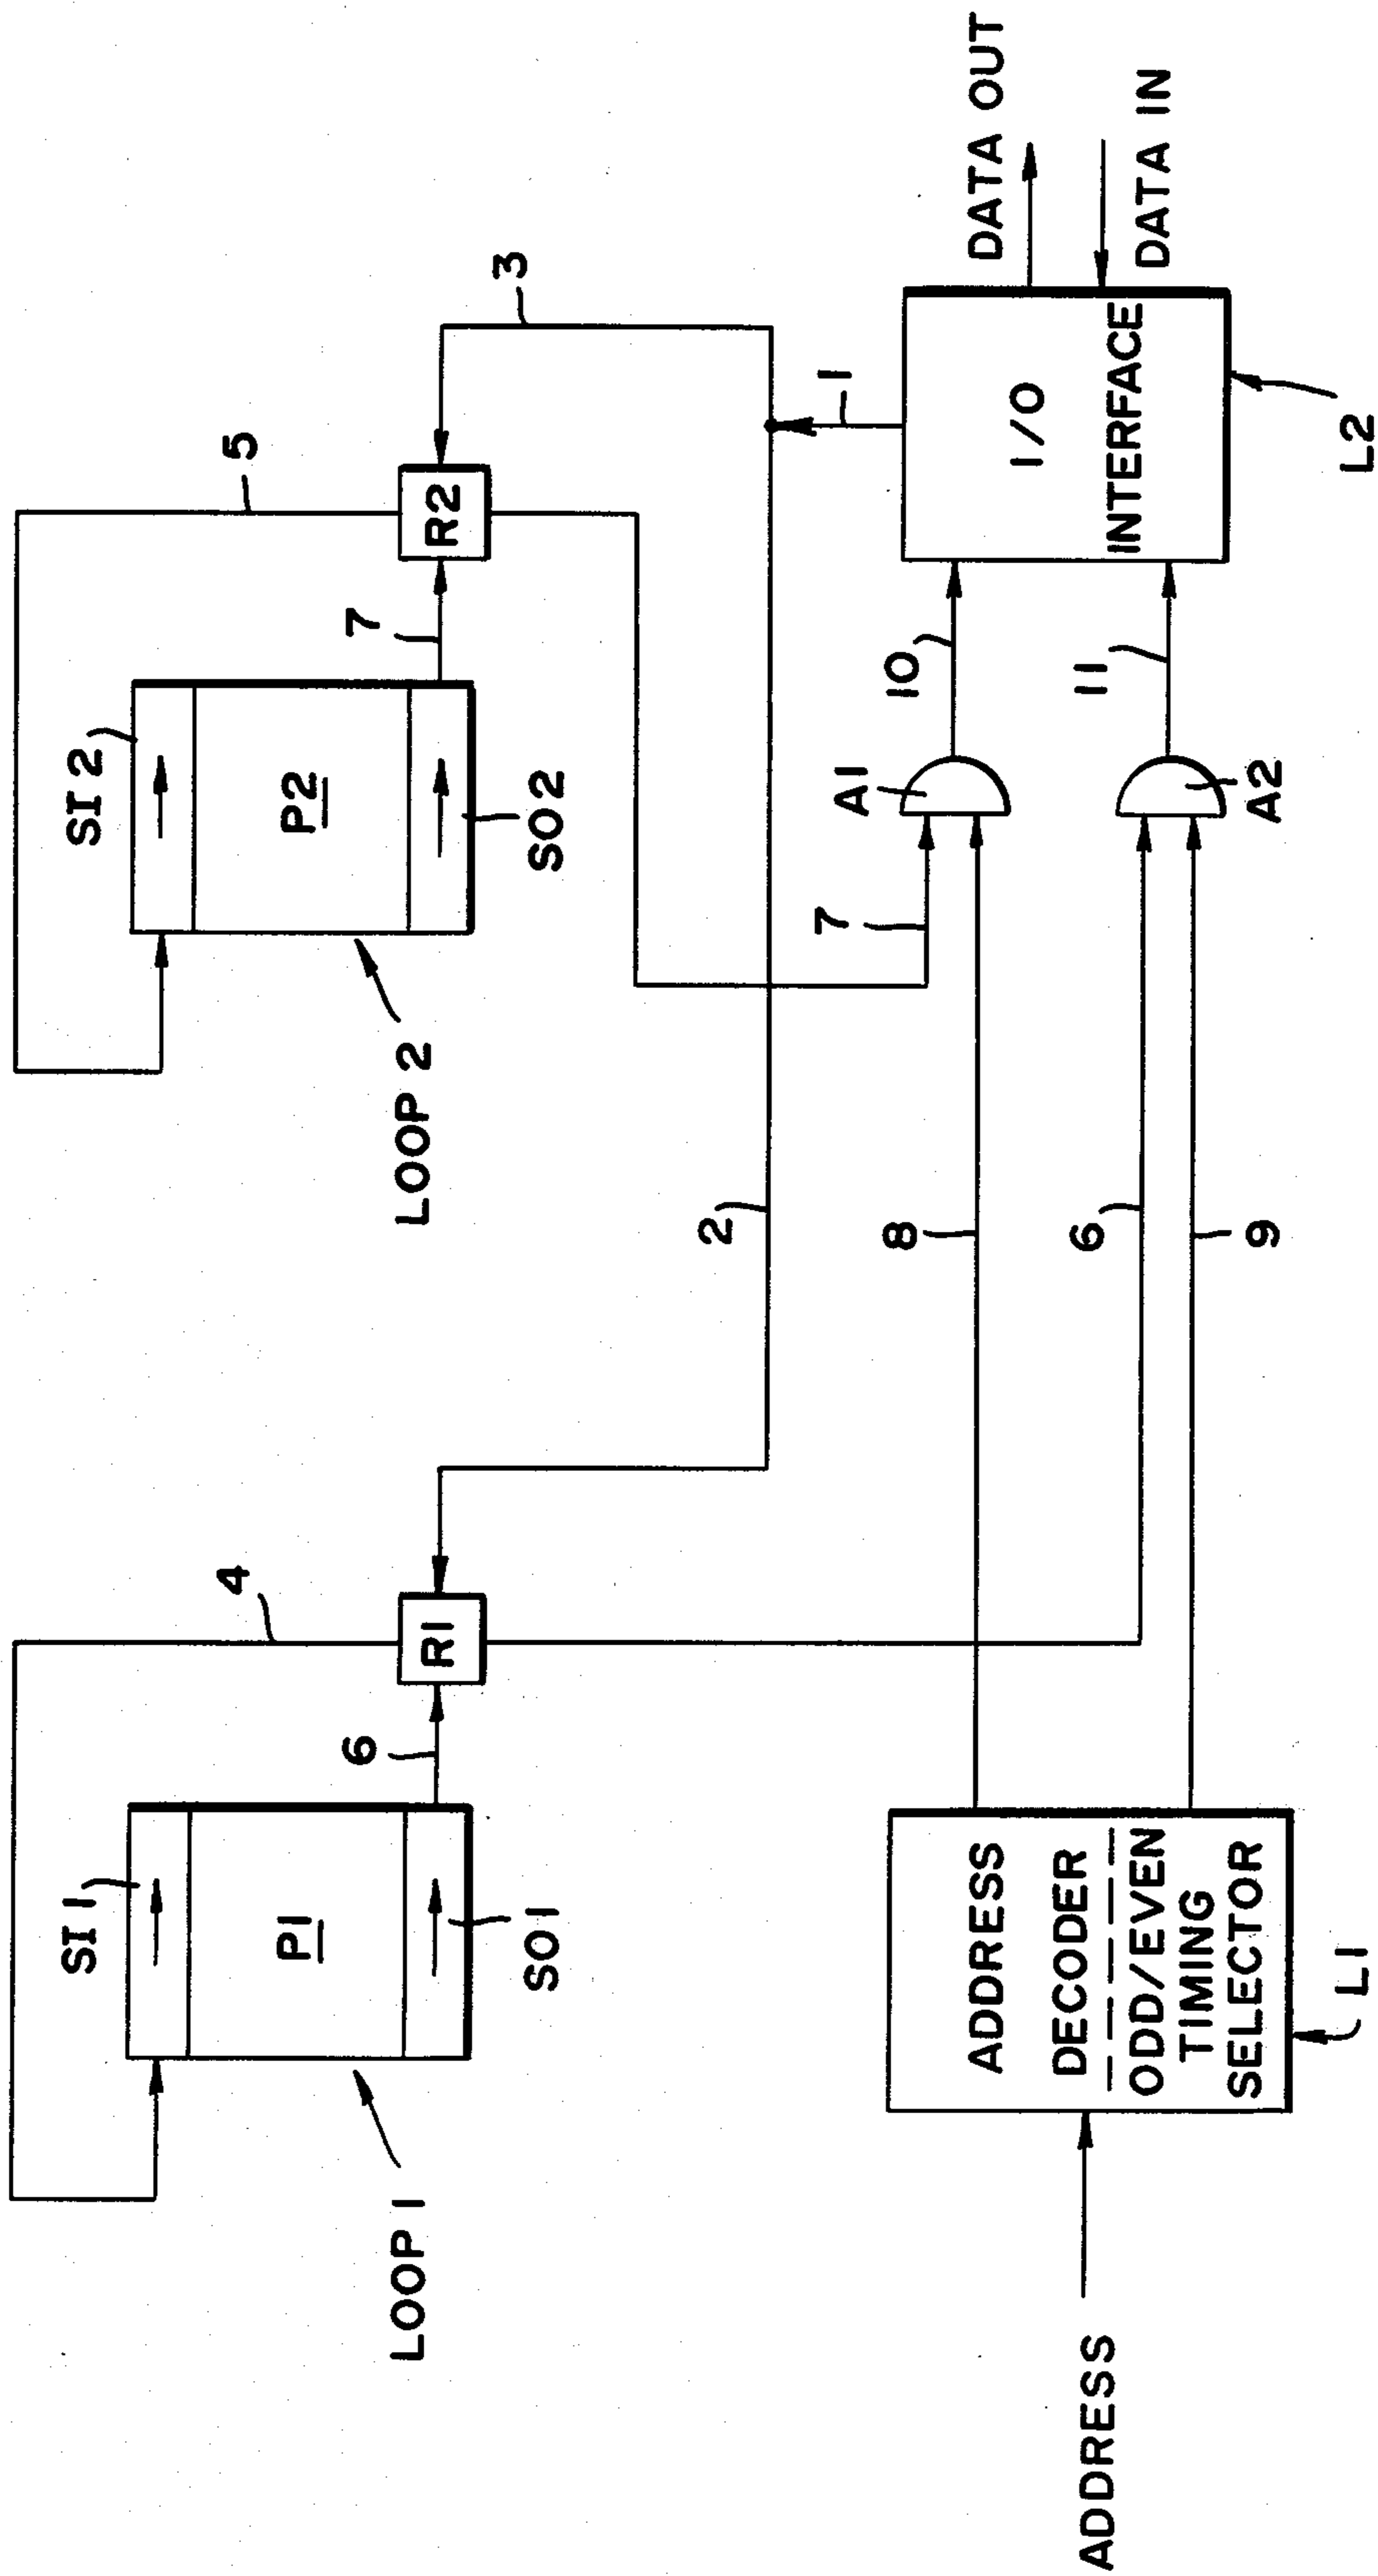 4
5
SI 1
SI 2
P1
6
R1
P2
7
R2
3
SO1
SO2
LOOP 1
LOOP 2
2
1
7
A1
10
DATA OUT
8
ADDRESS
DECODER
ODD/EVEN
TIMING
SELECTOR
I/O
INTERFACE
6
11
ADDRESS
9
A2
DATA IN
L1
L2